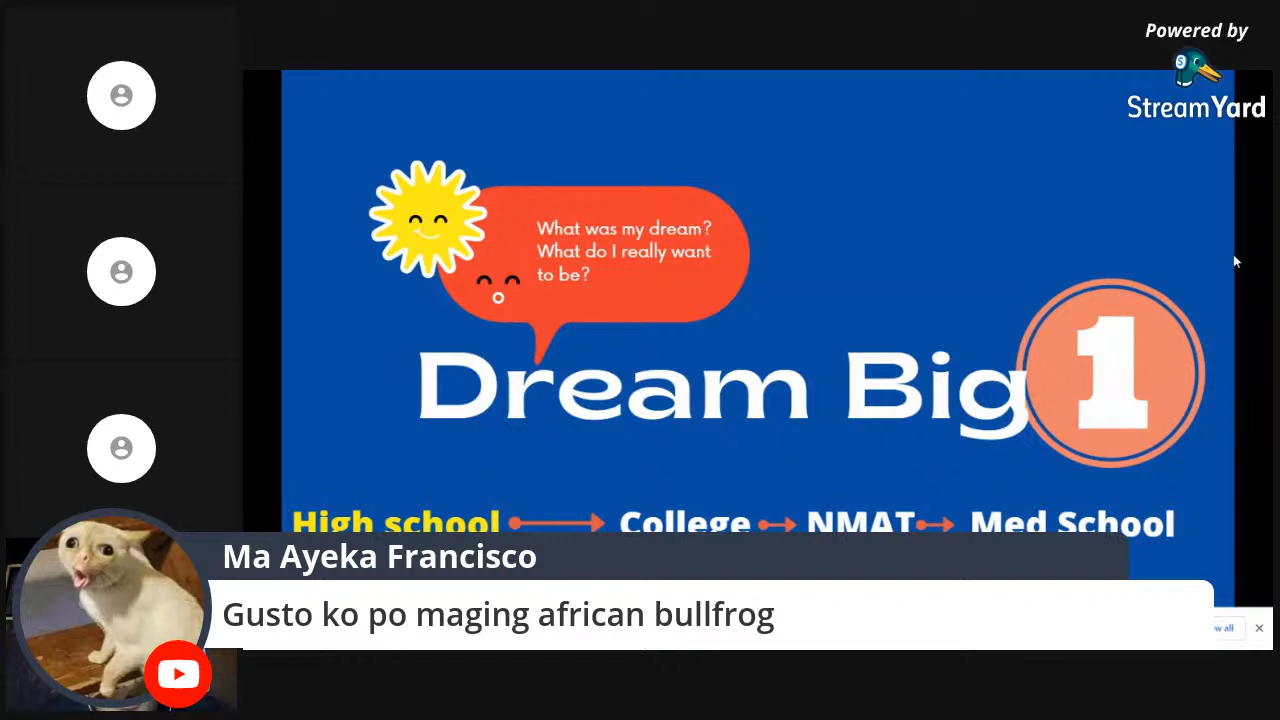 Powered by
StreamYard
What was my dream?
What do I really want
to be?
Dream Big
1
High school College NMAT Med School
Ma Ayeka Francisco
Gusto ko po maging african bullfrog
all